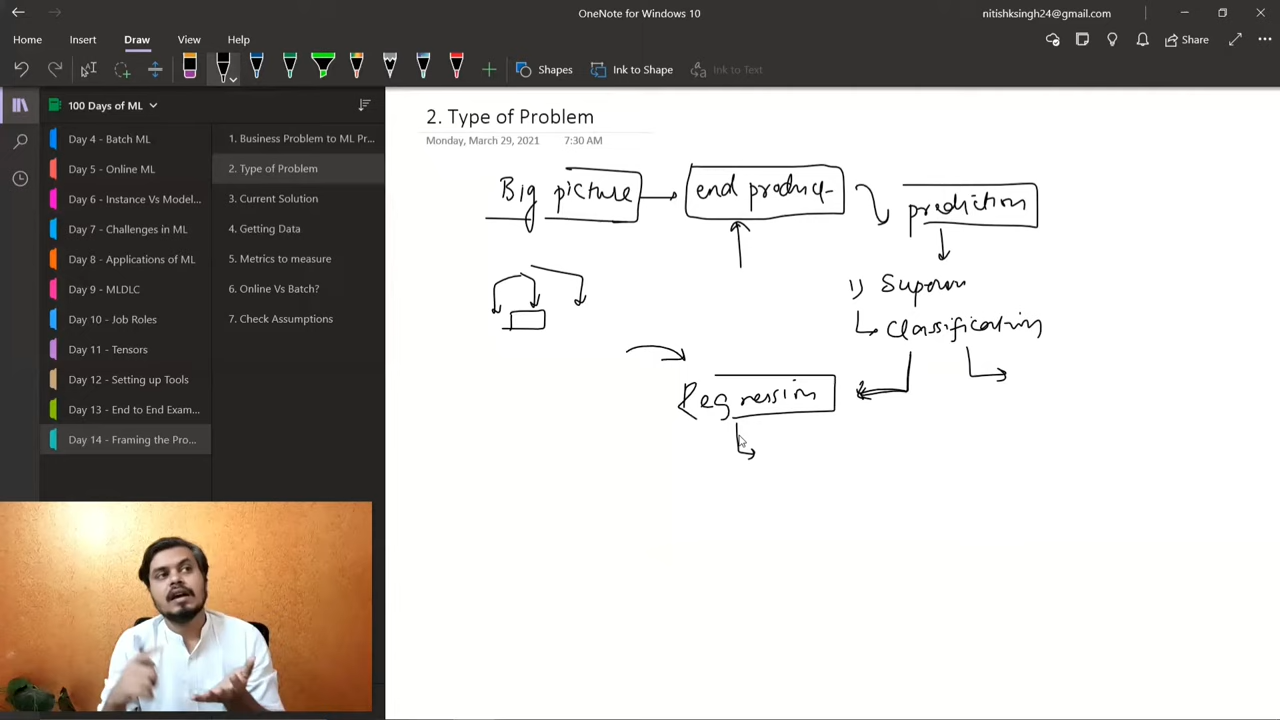 OneNote for Windows 10
nitishksingh24@gmail.com
Home
Insert
Draw
View
Help
Share
Shapes
Ink to Shape
Ink to Text
100 Days of ML
Day 4 - Batch ML
Day 5 - Online ML
Day 6 - Instance Vs Model...
Day 7 - Challenges in ML
Day 8 - Applications of ML
Day 9 - MLDLC
Day 10 - Job Roles
Day 11 - Tensors
Day 12 - Setting up Tools
Day 13 - End to End Exam...
Day 14 - Framing the Pro...
1. Business Problem to ML Pr...
2. Type of Problem
3. Current Solution
4. Getting Data
5. Metrics to measure
6. Online Vs Batch?
7. Check Assumptions
2. Type of Problem
Monday, March 29, 2021 7:30 AM
Big picture
end product
prediction
1)
Classification
Regression